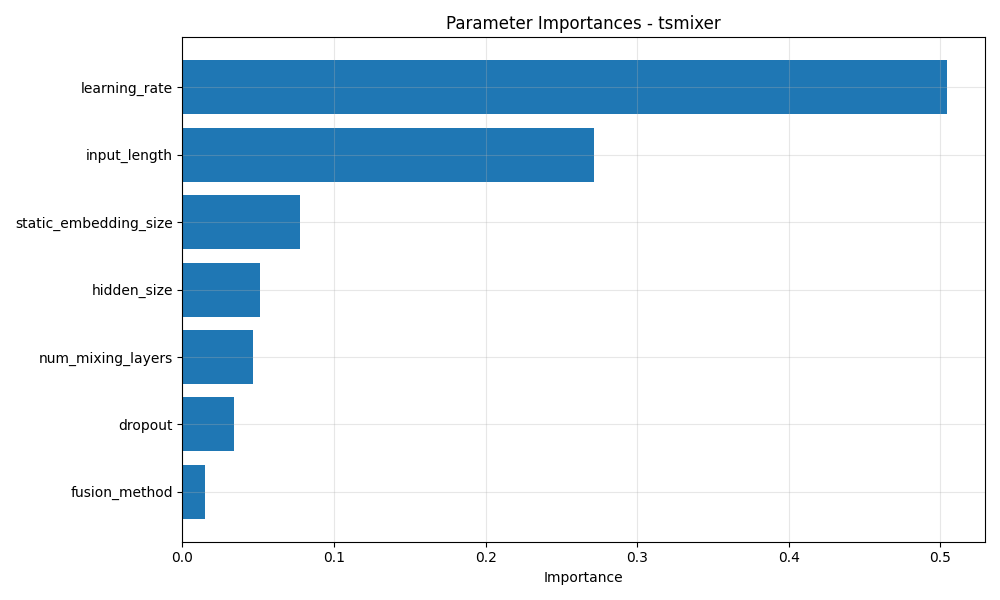 Parameter Importances - tsmixer
learning_rate
input_length
static_embedding_size
hidden_size
num_mixing_layers
dropout
fusion_method
0.0 0.1 0.2 0.3 0.4 0.5
Importance